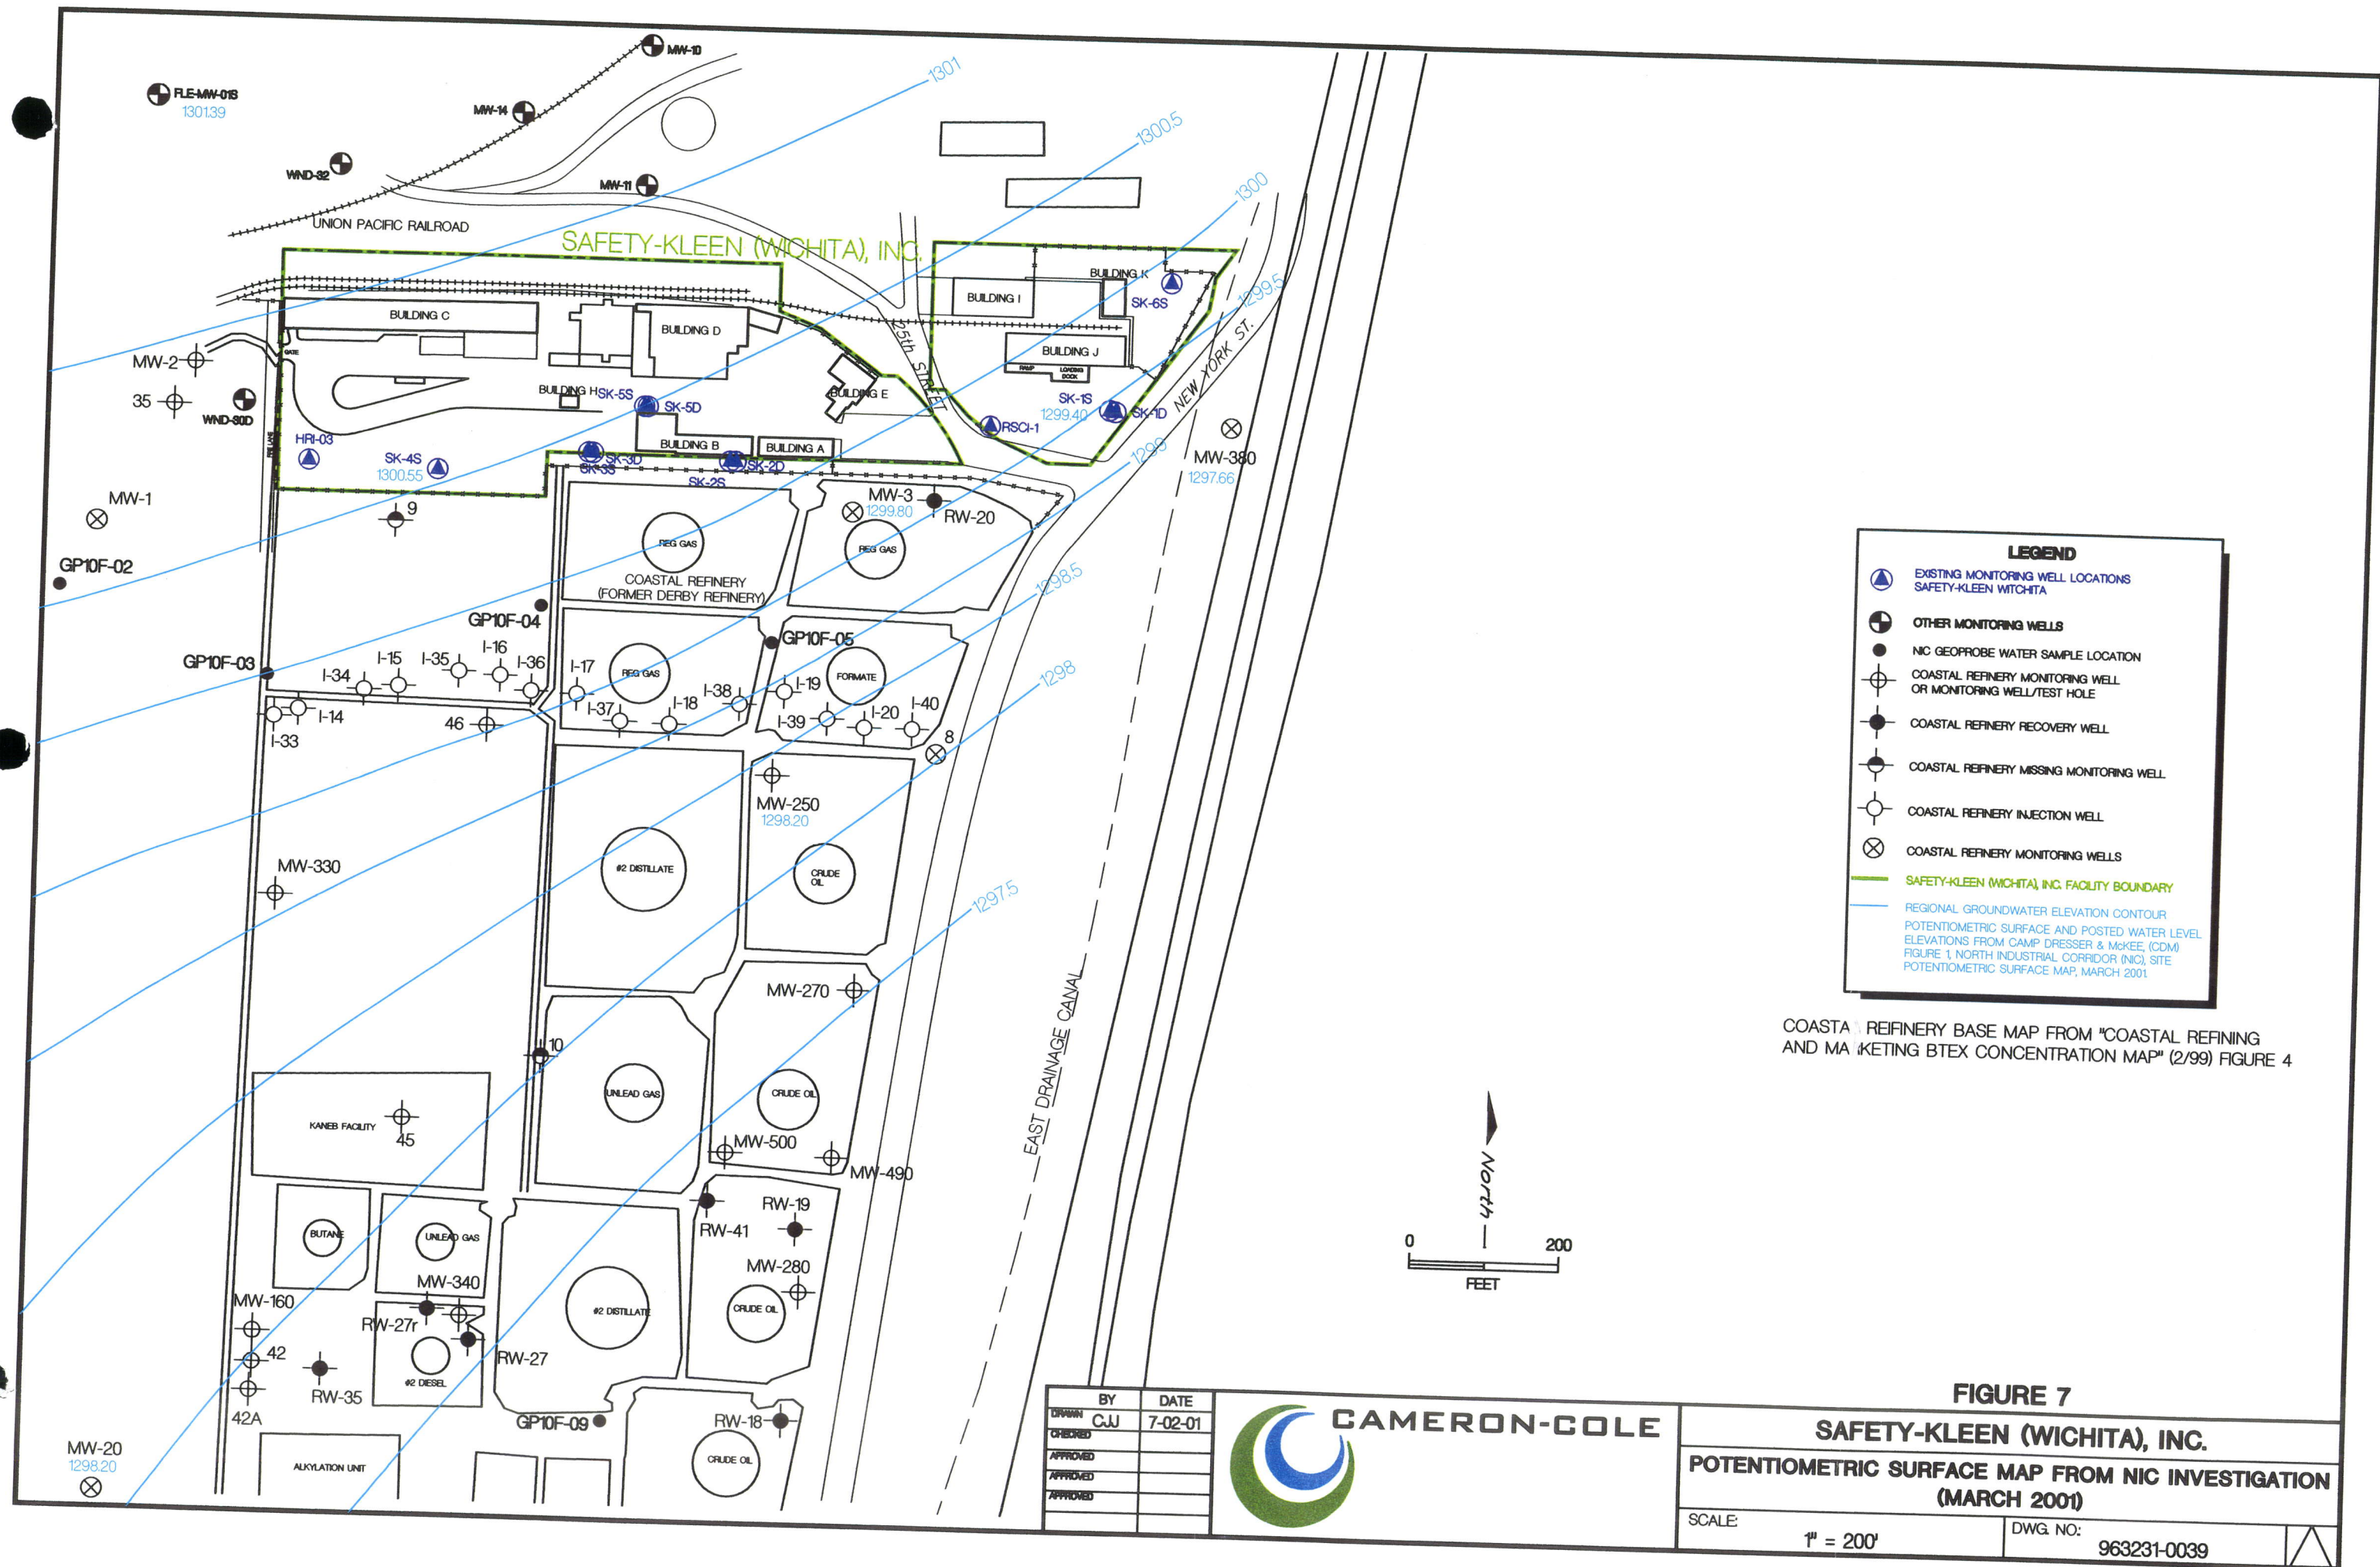 MW-10
1301
FLE-MW-01S
1301.39
MW-14
1300.5
WND-32
MW-11
1300
UNION PACIFIC RAILROAD
SAFETY-KLEEN (WICHITA), INC.
BUILDING K
BUILDING I
SK-6S
1299.5
BUILDING C
BUILDING D
25th STREET
BUILDING J
RAMP
LOADING
DOCK
NEW YORK ST.
GATE
MW-2
35
WND-30D
BUILDING H
SK-5S
SK-5D
BUILDING E
SK-1S
1299.40
SK-1D
RSCI-1
HRI-03
SK-4S
1300.55
SK-3D
SK-3S
BUILDING B
BUILDING A
SK-2D
SK-2S
1299
MW-380
1297.66
MW-1
9
MW-3
1299.80
RW-20
REG GAS
REG GAS
GP10F-02
COASTAL REFINERY
(FORMER DERBY REFINERY)
1298.5
GP10F-04
GP10F-05
GP10F-03
I-34
I-15
I-35
I-16
I-36
I-17
REG GAS
I-38
I-19
FORMATE
1298
I-33
I-14
46
I-37
I-18
I-39
I-20
I-40
8
MW-250
1298.20
MW-330
#2 DISTILLATE
CRUDE
OIL
1297.5
MW-270
EAST DRAINAGE CANAL
10
UNLEAD GAS
CRUDE OIL
KANEB FACILITY
45
MW-500
MW-490
RW-41
RW-19
BUTANE
UNLEAD GAS
MW-280
MW-340
MW-160
RW-27r
#2 DISTILLATE
CRUDE OIL
42
RW-27
RW-35
#2 DIESEL
42A
GP10F-09
RW-18
MW-20
1298.20
ALKYLATION UNIT
CRUDE OIL
LEGEND
EXISTING MONITORING WELL LOCATIONS
SAFETY-KLEEN WITCHITA
OTHER MONITORING WELLS
NIC GEOPROBE WATER SAMPLE LOCATION
COASTAL REFINERY MONITORING WELL
OR MONITORING WELL/TEST HOLE
COASTAL REFINERY RECOVERY WELL
COASTAL REFINERY MISSING MONITORING WELL
COASTAL REFINERY INJECTION WELL
COASTAL REFINERY MONITORING WELLS
SAFETY-KLEEN (WICHITA), INC. FACILITY BOUNDARY
REGIONAL GROUNDWATER ELEVATION CONTOUR
POTENTIOMETRIC SURFACE AND POSTED WATER LEVEL
ELEVATIONS FROM CAMP DRESSER & McKEE, (CDM)
FIGURE 1, NORTH INDUSTRIAL CORRIDOR (NIC), SITE
POTENTIOMETRIC SURFACE MAP, MARCH 2001.
COASTA REIFINERY BASE MAP FROM "COASTAL REFINING
AND MA KETING BTEX CONCENTRATION MAP" (2/99) FIGURE 4
NORTH
0 200
FEET
BY DATE
DRAWN CJJ 7-02-01
CHECKED
APPROVED
APPROVED
APPROVED
CAMERON-COLE
FIGURE 7
SAFETY-KLEEN (WICHITA), INC.
POTENTIOMETRIC SURFACE MAP FROM NIC INVESTIGATION
(MARCH 2001)
SCALE:
1" = 200'
DWG. NO:
963231-0039